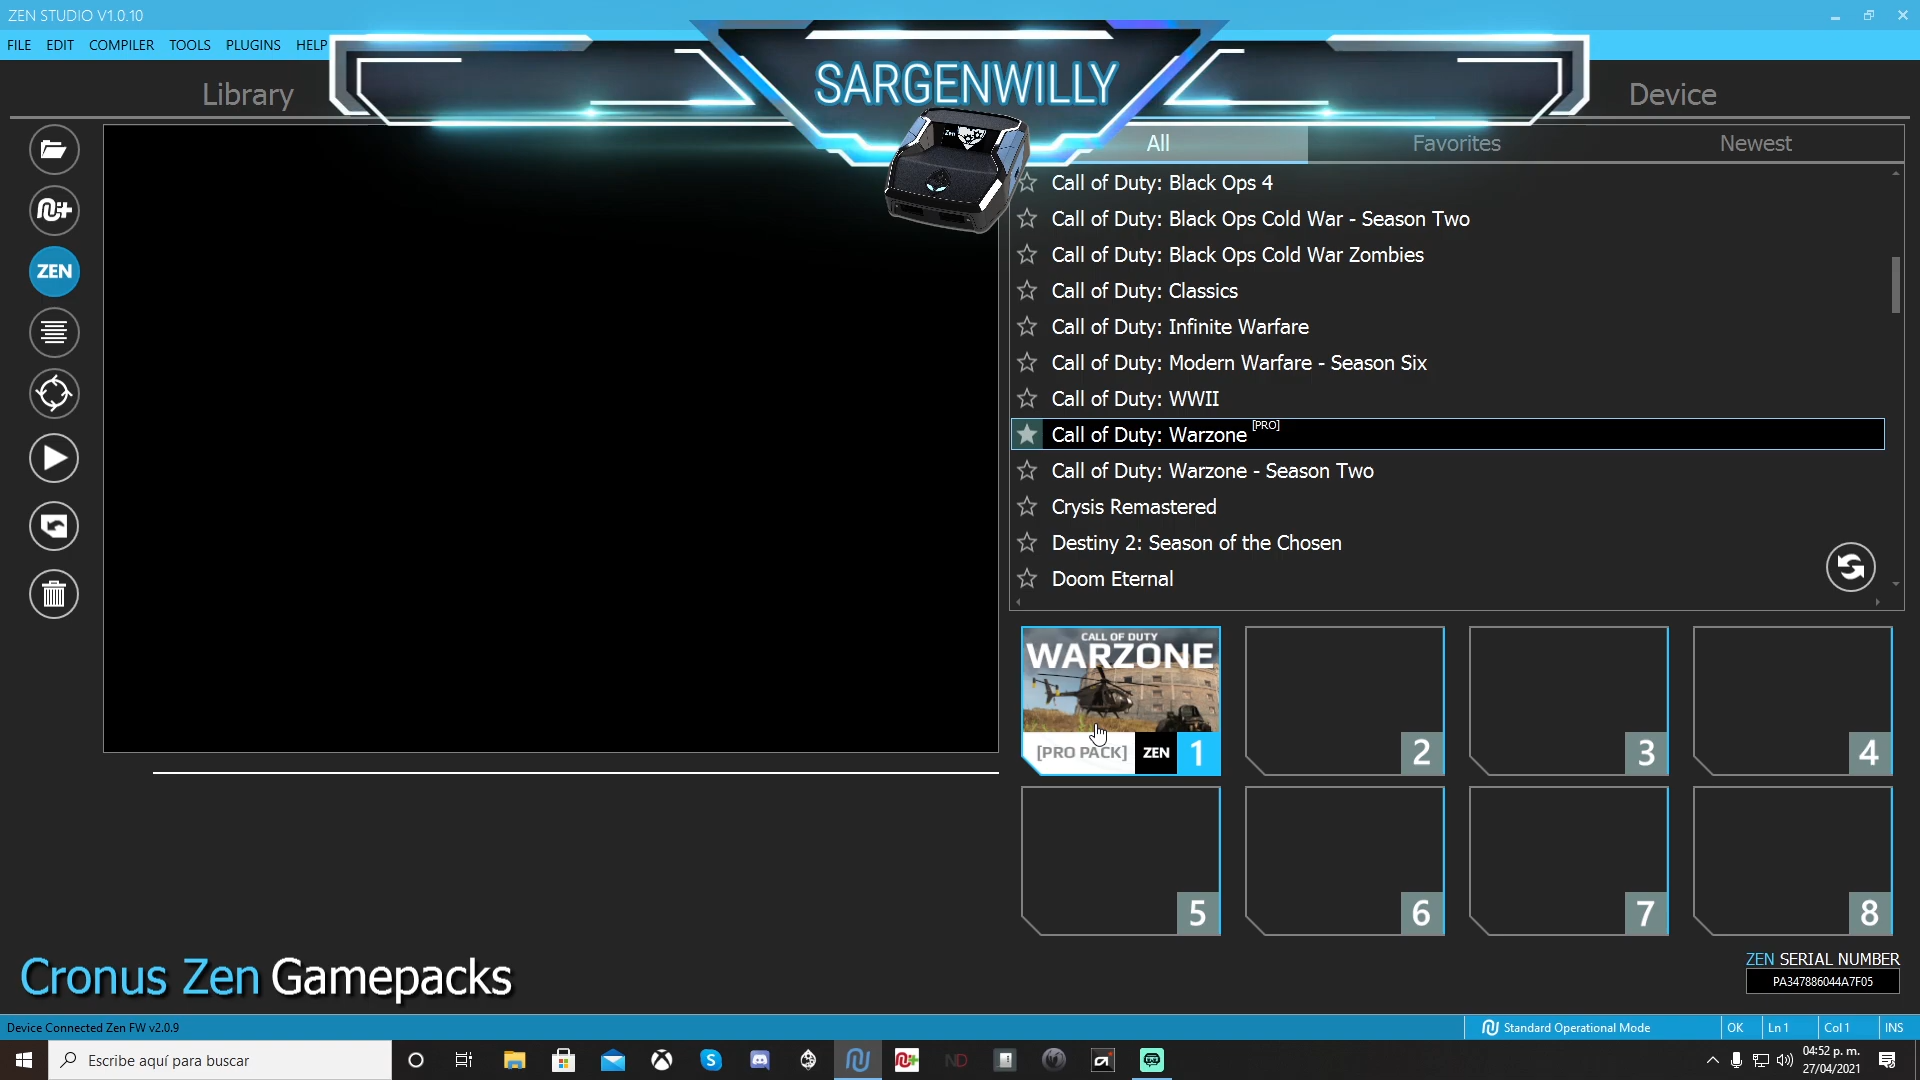 ZEN STUDIO V1.0.10
FILE EDIT COMPILER TOOLS PLUGINS HELP
SARGENWILLY
Library
Device
Zen
All
Favorites
Newest
Call of Duty: Black Ops 4
Call of Duty: Black Ops Cold War - Season Two
Call of Duty: Black Ops Cold War Zombies
Call of Duty: Classics
Call of Duty: Infinite Warfare
Call of Duty: Modern Warfare - Season Six
Call of Duty: WWII
Call of Duty: Warzone [PRO]
Call of Duty: Warzone - Season Two
Crysis Remastered
Destiny 2: Season of the Chosen
Doom Eternal
ZEN
CALL OF DUTY
WARZONE
[PRO PACK] ZEN 1
2
3
4
5
6
7
8
Cronus Zen Gamepacks
ZEN SERIAL NUMBER
PA347886044A7F05
Device Connected Zen FW v2.0.9
Standard Operational Mode
OK
Ln 1
Col 1
INS
Escribe aquí para buscar
ND
04:52 p. m.
27/04/2021